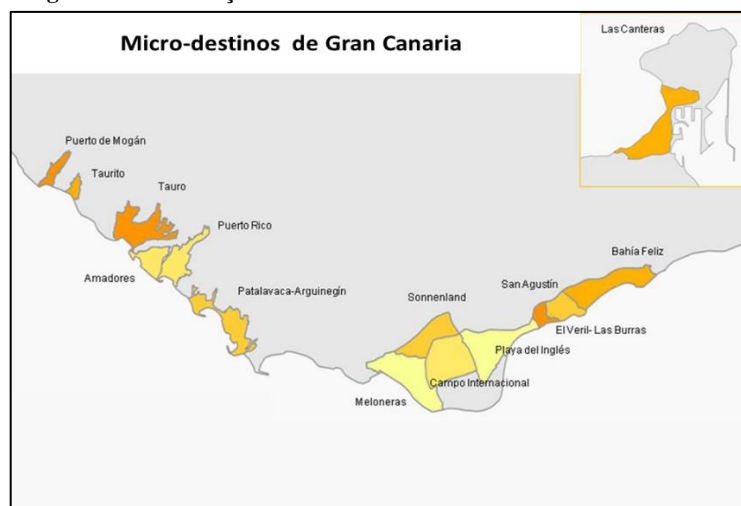 Micro-destinos de Gran Canaria
Las Canteras
Puerto de Mogán
Taurito
Tauro
Puerto Rico
Amadores
Patalavaca-Arguinegín
Sonnenland
San Agustín
Bahía Feliz
El Veril- Las Burras
Playa del Inglés
Campo Internacional
Meloneras